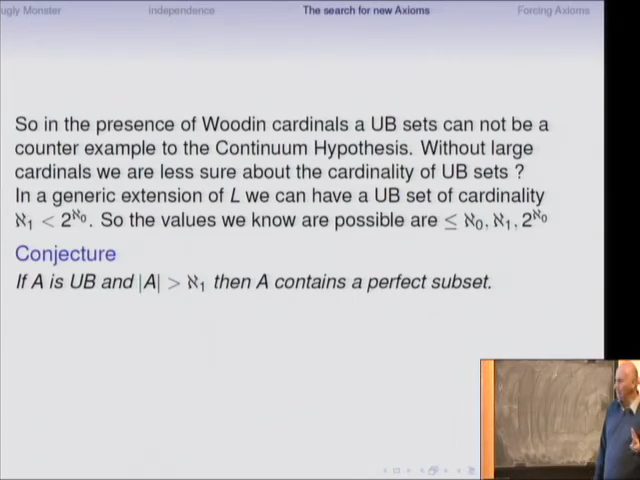 ugly Monster Independence The search for new Axioms Forcing Axioms
So in the presence of Woodin cardinals a UB sets can not be a
counter example to the Continuum Hypothesis. Without large
cardinals we are less sure about the cardinality of UB sets ?
In a generic extension of L we can have a UB set of cardinality
ℵ₁ < 2^ℵ₀. So the values we know are possible are ≤ ℵ₀, ℵ₁, 2^ℵ₀
Conjecture
If A is UB and |A| > ℵ₁ then A contains a perfect subset.